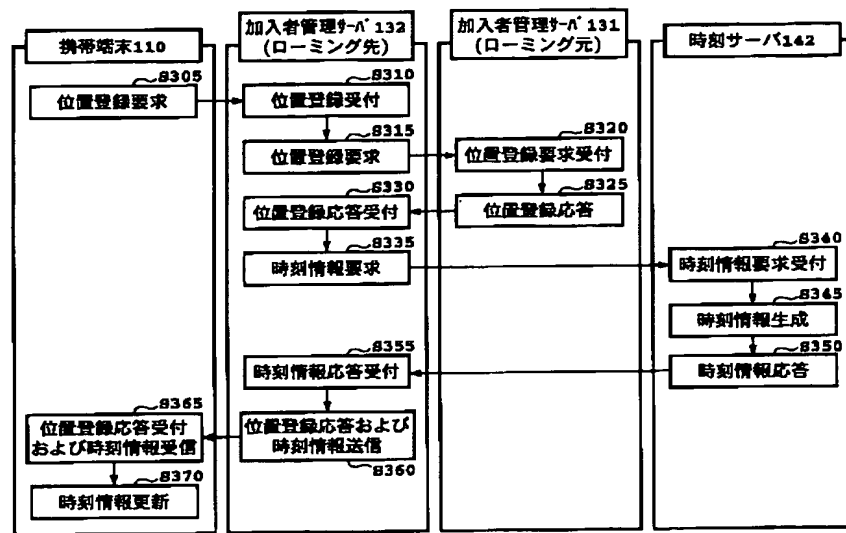 携帯端末110
加入者管理サーバ132
(ローミング先)
加入者管理サーバ131
(ローミング元)
時刻サーバ142
S305
位置登録要求
S310
位置登録受付
S315
位置登録要求
S320
位置登録要求受付
S325
位置登録応答
S330
位置登録応答受付
S335
時刻情報要求
S340
時刻情報要求受付
S345
時刻情報生成
S350
時刻情報応答
S355
時刻情報応答受付
S360
位置登録応答および
時刻情報送信
S365
位置登録応答受付
および時刻情報受信
S370
時刻情報更新